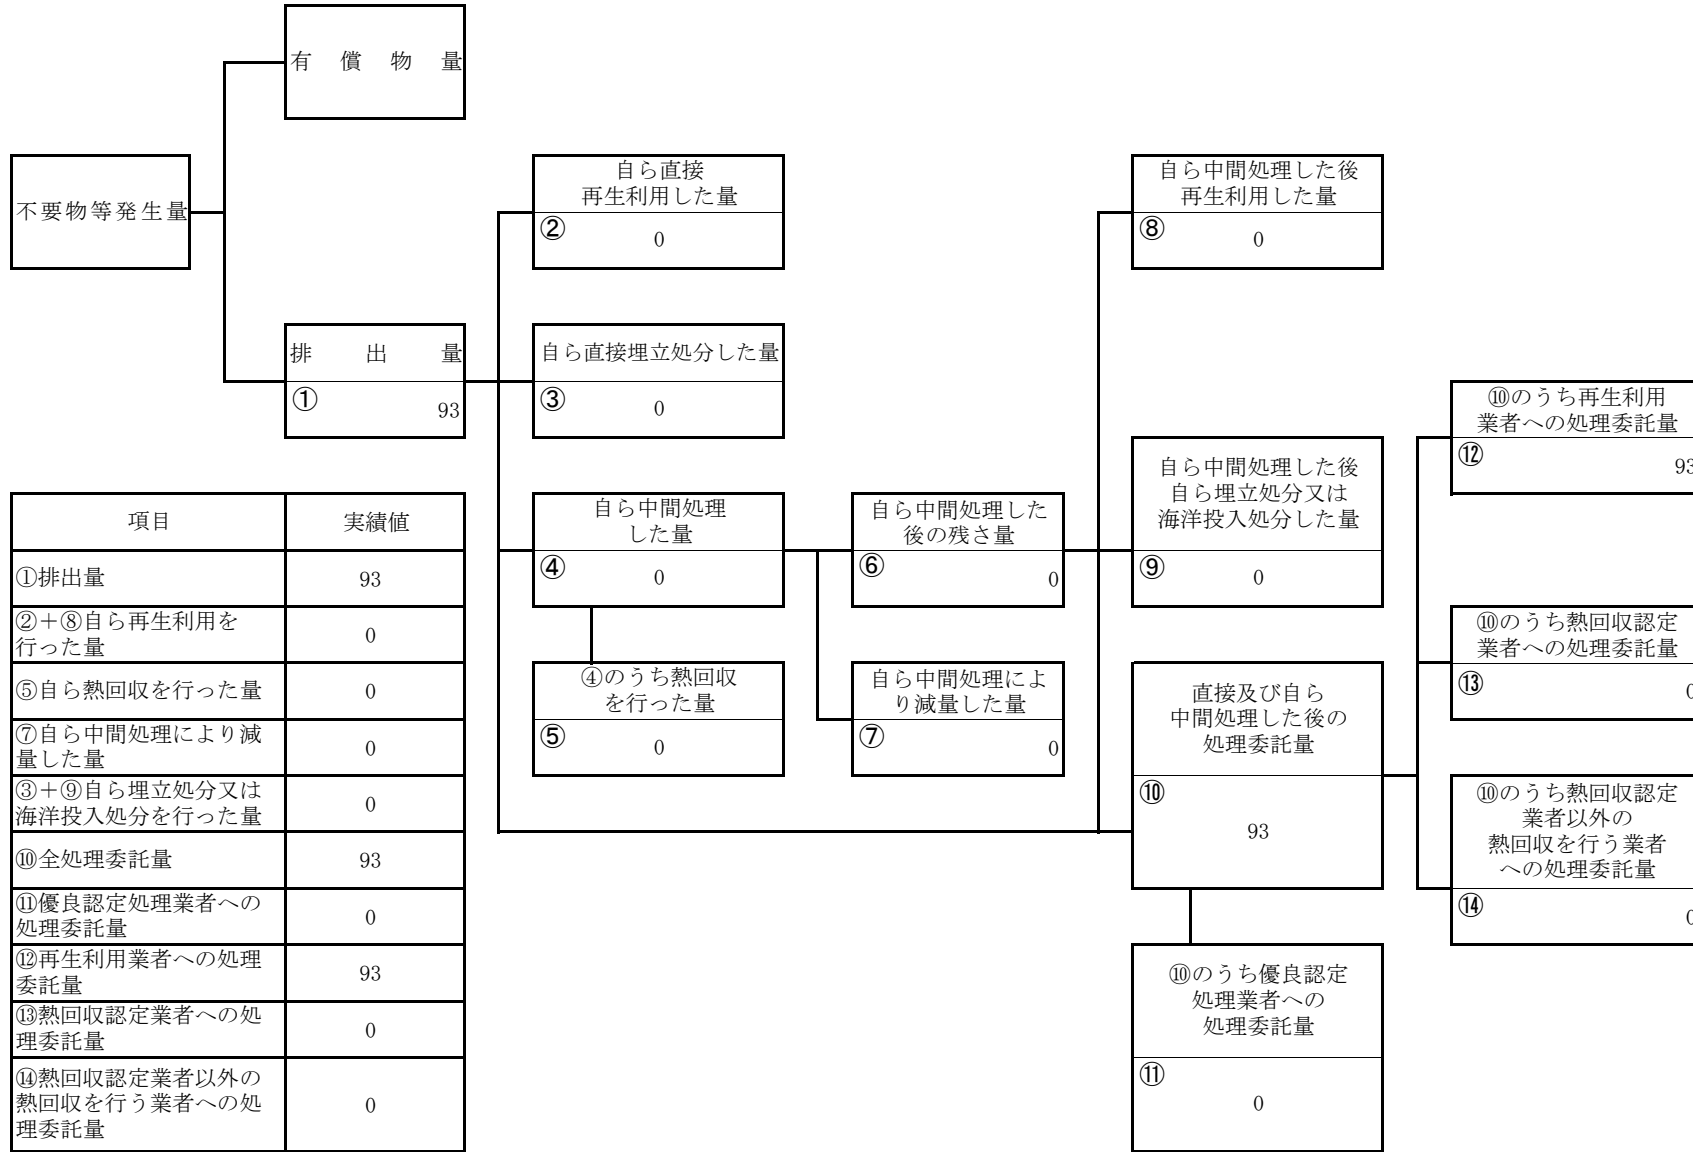 有償物量
不要物等発生量
自ら直接
再生利用した量
②
0
自ら中間処理した後
再生利用した量
⑧
0
排出量
①
93
自ら直接埋立処分した量
③
0
⑩のうち再生利用
業者への処理委託量
⑫
93
自ら中間処理
した量
④
0
自ら中間処理した
後の残さ量
⑥
0
自ら中間処理した後
自ら埋立処分又は
海洋投入処分した量
⑨
0
⑩のうち熱回収認定
業者への処理委託量
⑬
0
④のうち熱回収
を行った量
⑤
0
自ら中間処理によ
り減量した量
⑦
0
直接及び自ら
中間処理した後の
処理委託量
⑩
93
⑩のうち熱回収認定
業者以外の
熱回収を行う業者
への処理委託量
⑭
0
⑩のうち優良認定
処理業者への
処理委託量
⑪
0
項目 実績値
①排出量 93
②+⑧自ら再生利用を
行った量 0
⑤自ら熱回収を行った量 0
⑦自ら中間処理により減
量した量 0
③+⑨自ら埋立処分又は
海洋投入処分を行った量 0
⑩全処理委託量 93
⑪優良認定処理業者への
処理委託量 0
⑫再生利用業者への処理
委託量 93
⑬熱回収認定業者への処
理委託量 0
⑭熱回収認定業者以外の
熱回収を行う業者への処
理委託量 0